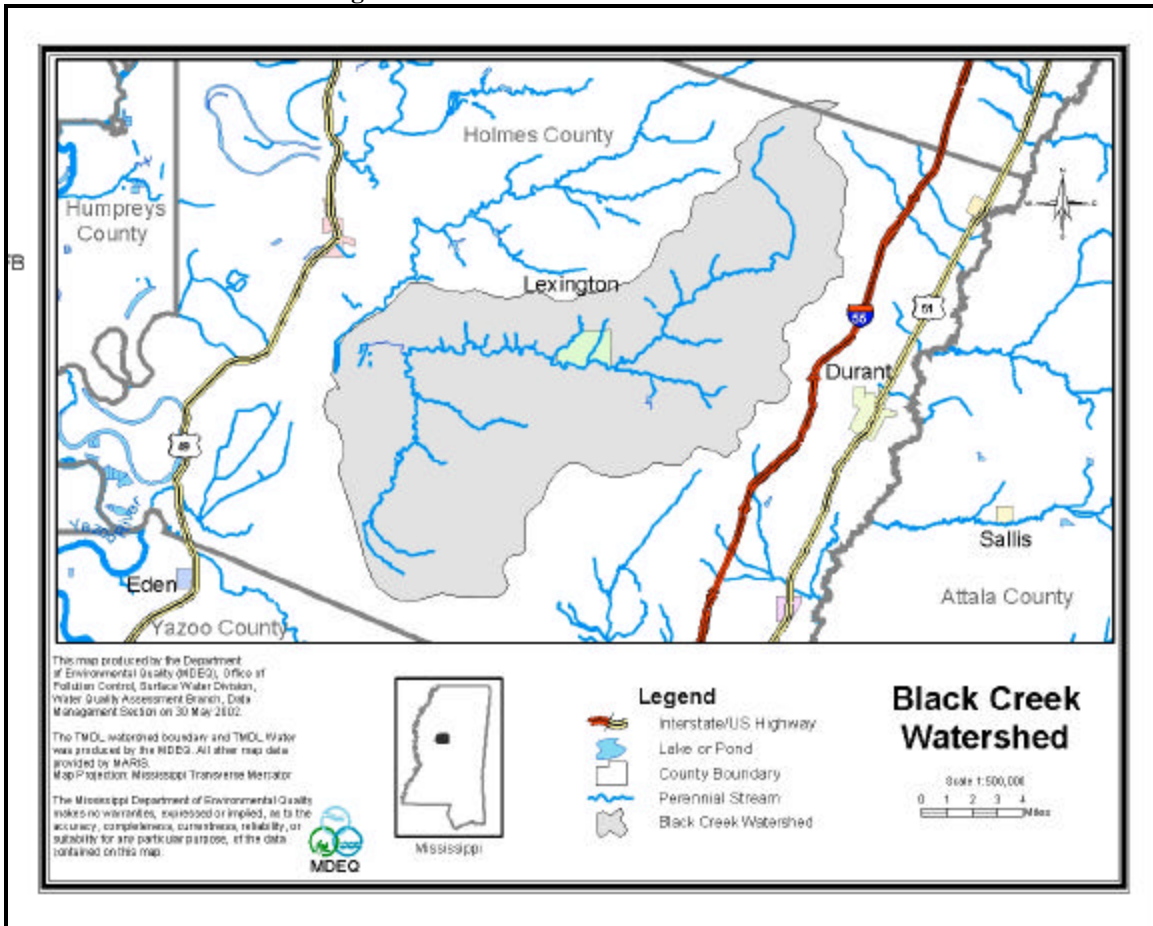 Holmes County
Humpreys
County
Lexington
55
51
Durant
49
Sallis
Eden
Attala County
Yazoo County
This map produced by the Department
of Environmental Quality (MDEQ), Office of
Pollution Control, Surface Water Division,
Water Quality Assessment Branch, Data
Management Section on 30 May 2002.
The TMDL watershed boundary and TMDL Water
was produced by the MDEQ. All other map data
provided by MARIS.
Map Projection: Mississippi Transverse Mercator
The Mississippi Department of Environmental Quality
makes no warranties, expressed or implied, as to the
accuracy, completeness, currentness, reliability, or
suitability for any particular purpose, of the data
contained on this map.
MDEQ
Mississippi
Legend
Interstate/US Highway
Lake or Pond
County Boundary
Perennial Stream
Black Creek Watershed
Black Creek
Watershed
Scale 1:500,000
0 1 2 3 4
Miles